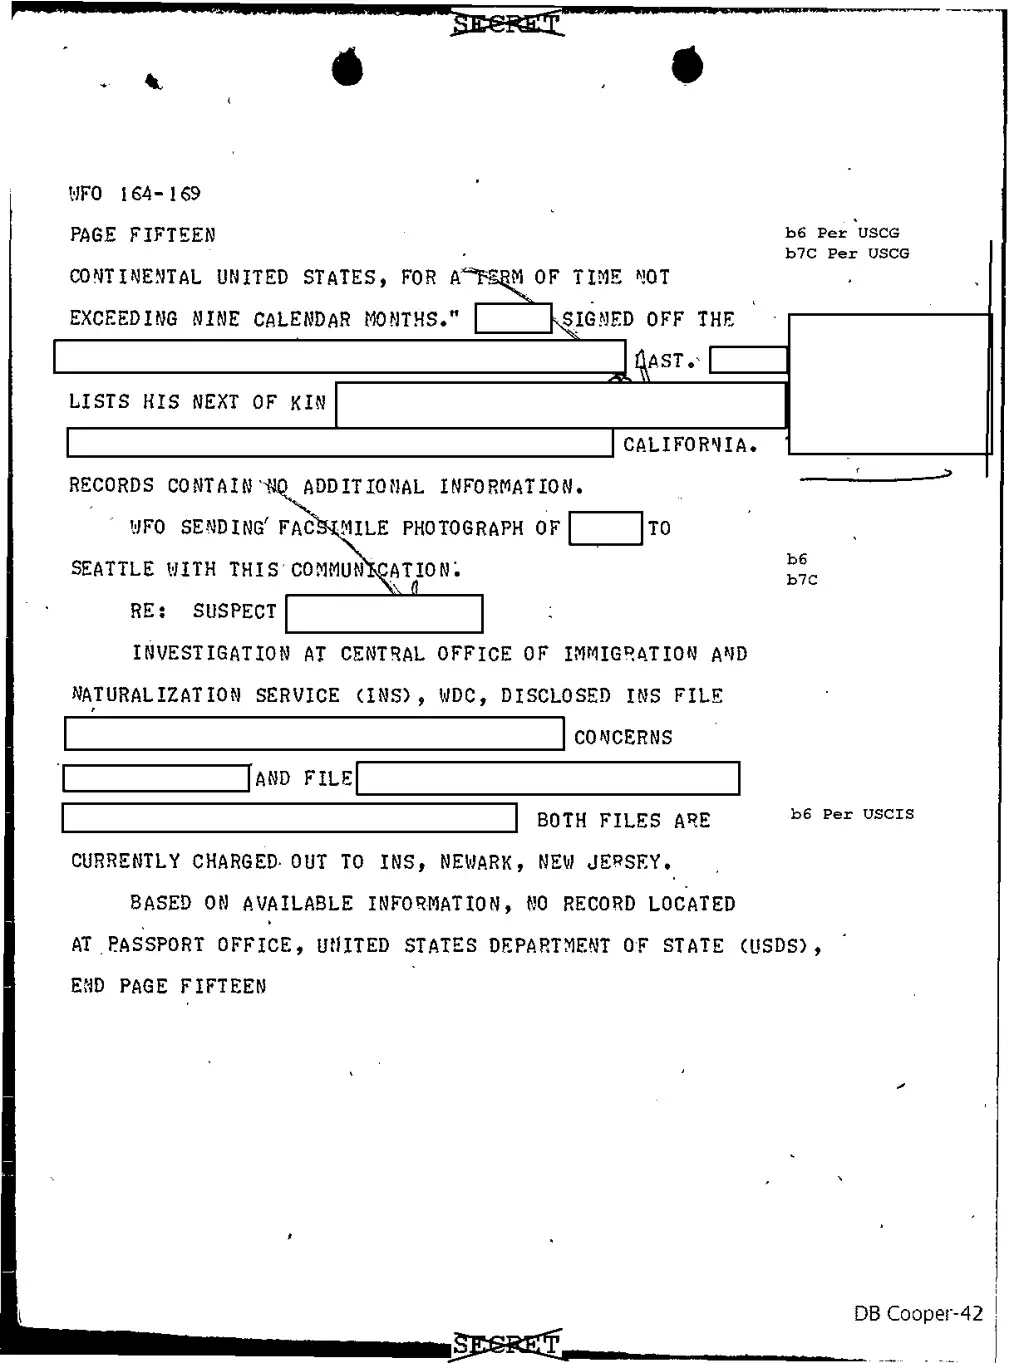 SECRET
WFO 164-169
PAGE FIFTEEN
b6 Per USCG
b7C Per USCG
CONTINENTAL UNITED STATES, FOR A TERM OF TIME NOT
EXCEEDING NINE CALENDAR MONTHS." SIGNED OFF THE
LAST.
LISTS HIS NEXT OF KIN
CALIFORNIA.
RECORDS CONTAIN NO ADDITIONAL INFORMATION.
WFO SENDING FACSIMILE PHOTOGRAPH OF TO
SEATTLE WITH THIS COMMUNICATION.
b6
b7C
RE: SUSPECT
INVESTIGATION AT CENTRAL OFFICE OF IMMIGRATION AND
NATURALIZATION SERVICE (INS), WDC, DISCLOSED INS FILE
CONCERNS
AND FILE
BOTH FILES ARE
b6 Per USCIS
CURRENTLY CHARGED OUT TO INS, NEWARK, NEW JERSEY.
BASED ON AVAILABLE INFORMATION, NO RECORD LOCATED
AT PASSPORT OFFICE, UNITED STATES DEPARTMENT OF STATE (USDS),
END PAGE FIFTEEN
DB Cooper-42
SECRET